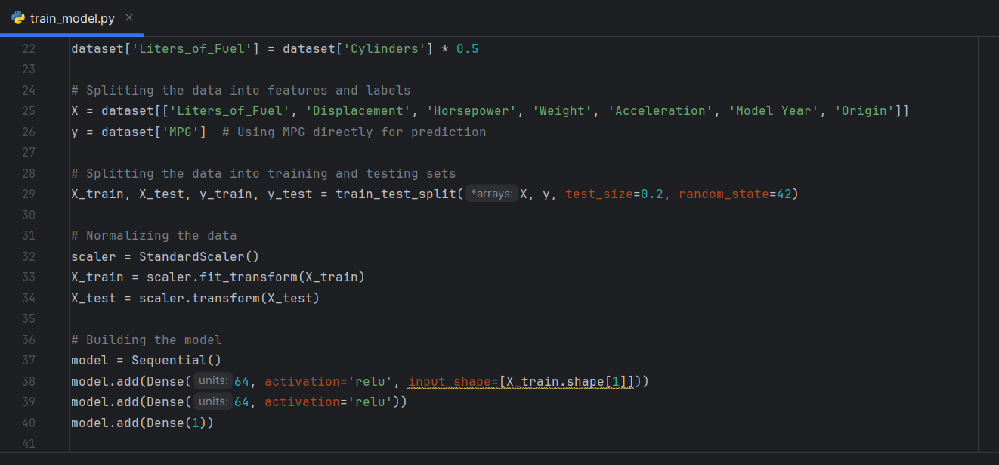 train_model.py
22 dataset['Liters_of_Fuel'] = dataset['Cylinders'] * 0.5
23
24 # Splitting the data into features and labels
25 X = dataset[['Liters_of_Fuel', 'Displacement', 'Horsepower', 'Weight', 'Acceleration', 'Model Year', 'Origin']]
26 y = dataset['MPG']  # Using MPG directly for prediction
27
28 # Splitting the data into training and testing sets
29 X_train, X_test, y_train, y_test = train_test_split( *arrays: X, y, test_size=0.2, random_state=42)
30
31 # Normalizing the data
32 scaler = StandardScaler()
33 X_train = scaler.fit_transform(X_train)
34 X_test = scaler.transform(X_test)
35
36 # Building the model
37 model = Sequential()
38 model.add(Dense( units: 64, activation='relu', input_shape=[X_train.shape[1]]))
39 model.add(Dense( units: 64, activation='relu'))
40 model.add(Dense(1))
41